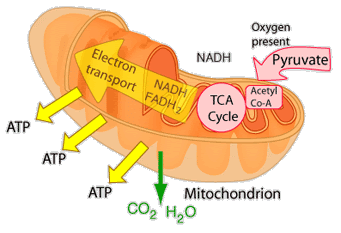 Oxygen
present
NADH
Pyruvate
Electron
transport
NADH
FADH2
TCA
Cycle
Acetyl
Co-A
ATP
ATP
ATP
Mitochondrion
CO2 H2O